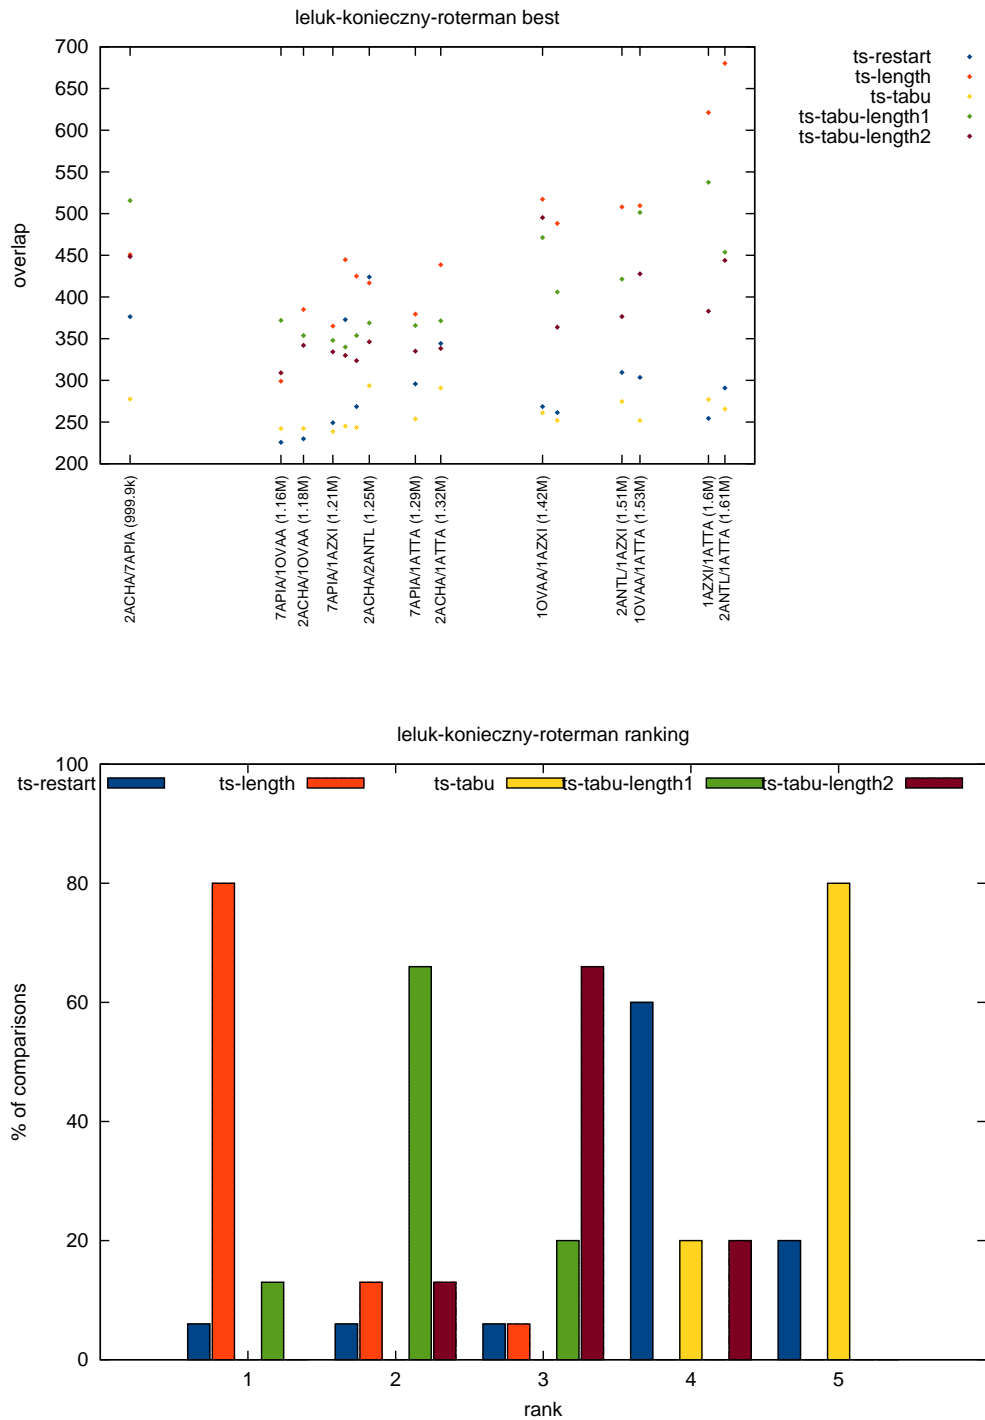 leluk-konieczny-roterman best
700
650
600
550
500
450
400
350
300
250
200
overlap
ts-restart
ts-length
ts-tabu
ts-tabu-length1
ts-tabu-length2
2ACHA/7APIA (999.9k)
7APIA/1OVAA (1.16M)
2ACHA/1OVAA (1.18M)
7APIA/1AZXI (1.21M)
2ACHA/2ANTL (1.25M)
7APIA/1ATTA (1.29M)
2ACHA/1ATTA (1.32M)
1OVAA/1AZXI (1.42M)
2ANTL/1AZXI (1.51M)
1OVAA/1ATTA (1.53M)
1AZXI/1ATTA (1.6M)
2ANTL/1ATTA (1.61M)
leluk-konieczny-roterman ranking
100
ts-restart ts-length ts-tabu ts-tabu-length1 ts-tabu-length2
80
60
40
20
0
% of comparisons
1 2 3 4 5
rank